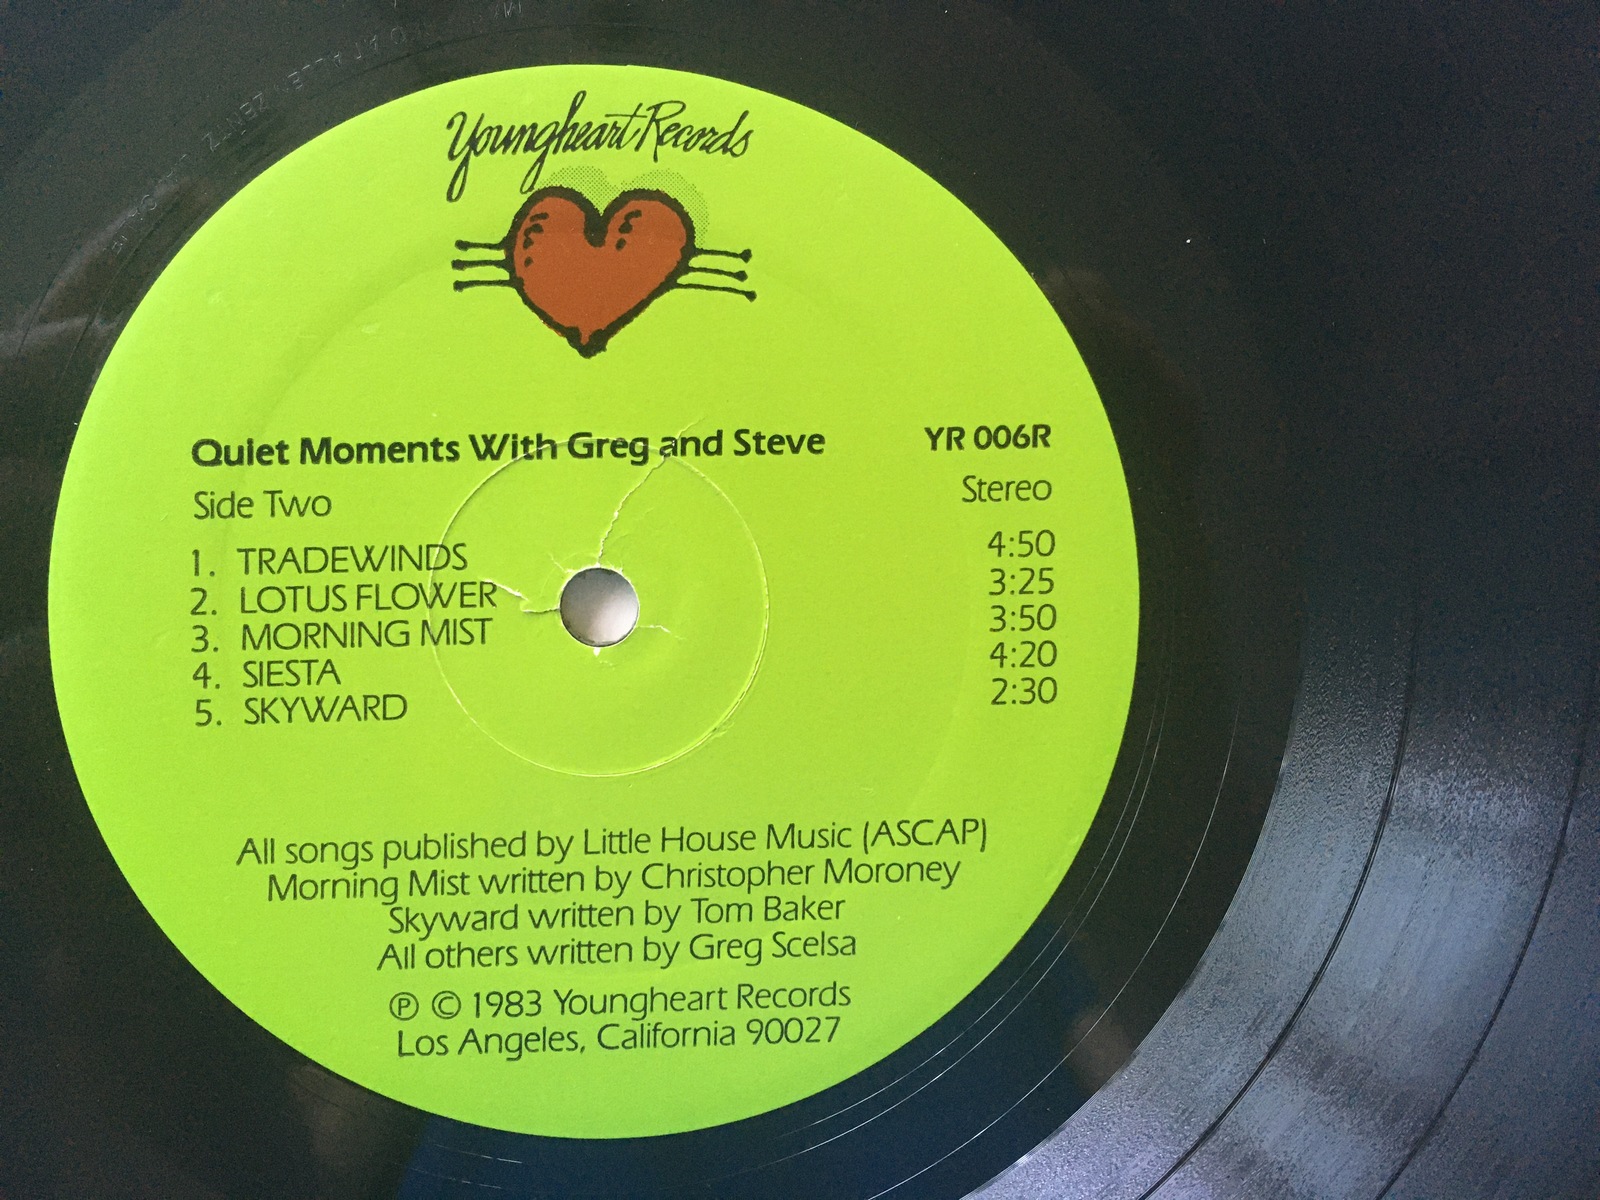 Youngheart Records
Quiet Moments With Greg and Steve YR 006R
Side Two Stereo
1. TRADEWINDS 4:50
2. LOTUS FLOWER 3:25
3. MORNING MIST 3:50
4. SIESTA 4:20
5. SKYWARD 2:30
All songs published by Little House Music (ASCAP)
Morning Mist written by Christopher Moroney
Skyward written by Tom Baker
All others written by Greg Scelsa
℗ © 1983 Youngheart Records
Los Angeles, California 90027